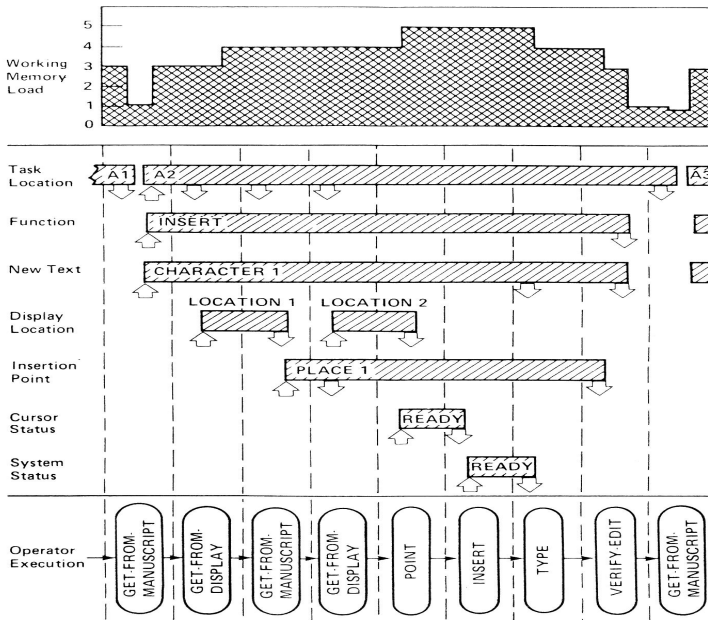 5
4
Working
Memory
Load
3
2
1
0
Task
Location
A1
A2
A3
Function
INSERT
New Text
CHARACTER 1
LOCATION 1
LOCATION 2
Display
Location
Insertion
Point
PLACE 1
Cursor
Status
READY
System
Status
READY
Operator
Execution
GET-FROM-
MANUSCRIPT
GET-FROM-
DISPLAY
GET-FROM-
MANUSCRIPT
GET-FROM-
DISPLAY
POINT
INSERT
TYPE
VERIFY-EDIT
GET-FROM-
MANUSCRIPT